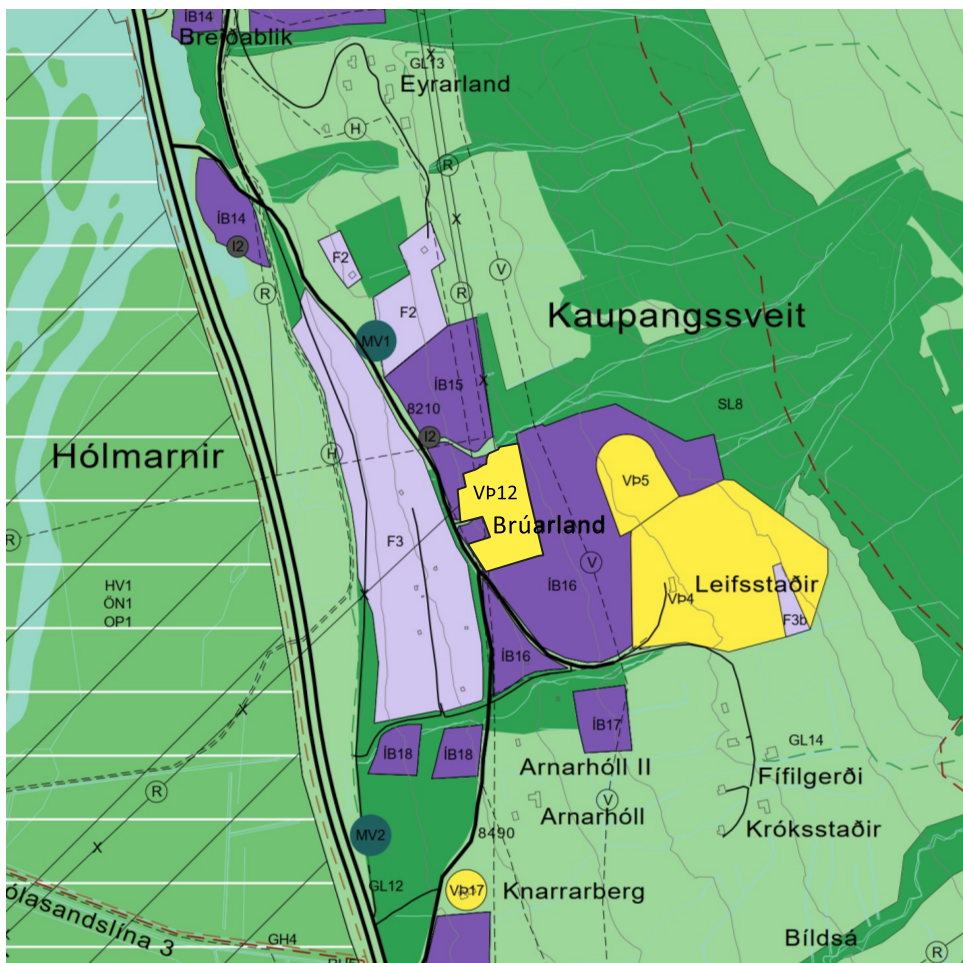 ÍB14
Breiðablik
GL13
Eyrarland
H
R
ÍB14
I2
F2
V
R
R
F2
Kaupangssveit
MV1
ÍB15
8210
SL8
I2
Hólmarnir
H
VÞ5
VÞ12
Brúarland
R
F3
V
HV1
ÍB16
Leifsstaðir
ÖN1
VÞ4
OP1
F3b
ÍB16
ÍB17
ÍB18
ÍB18
GL14
Arnarhóll II
Fífilgerði
R
V
Arnarhóll
Króksstaðir
MV2
8490
GL12
VÞ17
Knarrarberg
ólasandslína 3
GH4
Bíldsá
R